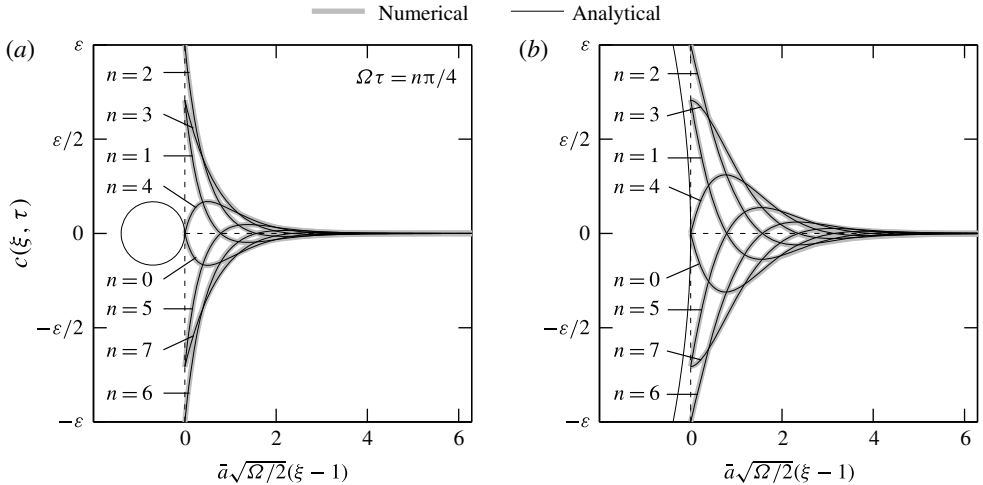 Numerical
Analytical
(a)
ε
ε/2
0
−ε/2
−ε
c(ξ, τ)
n = 2
n = 3
n = 1
n = 4
n = 0
n = 5
n = 7
n = 6
Ωτ = nπ/4
0
2
4
6
ā√Ω/2(ξ − 1)
(b)
ε
ε/2
0
−ε/2
−ε
n = 2
n = 3
n = 1
n = 4
n = 0
n = 5
n = 7
n = 6
0
2
4
6
ā√Ω/2(ξ − 1)